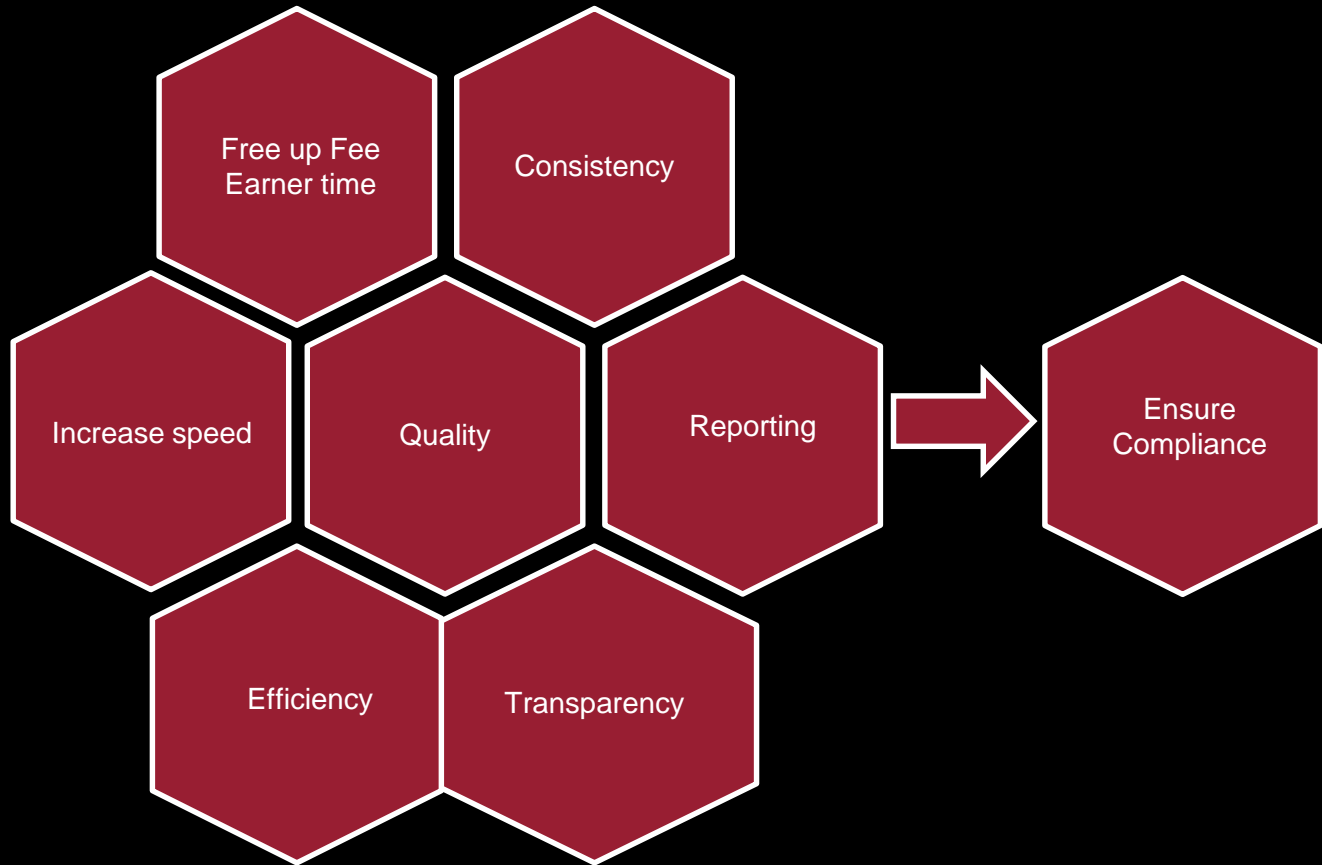 Free up Fee
Earner time
Consistency
Increase speed
Quality
Reporting
Ensure
Compliance
Efficiency
Transparency